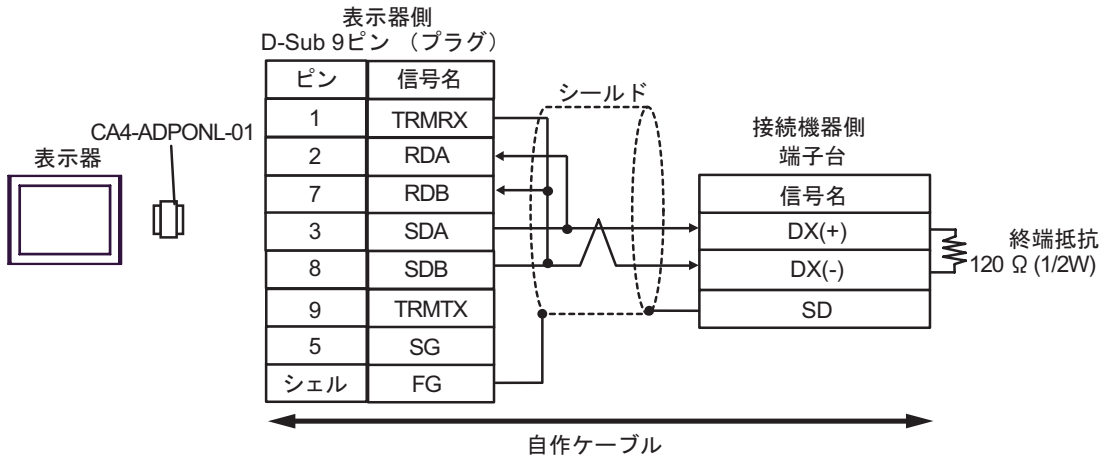 表示器側
D-Sub 9ピン （プラグ）
ピン 信号名
1 TRMRX
2 RDA
7 RDB
3 SDA
8 SDB
9 TRMTX
5 SG
シェル FG
CA4-ADPONL-01
表示器
シールド
接続機器側
端子台
信号名
DX(+)
DX(-)
SD
終端抵抗
120 Ω (1/2W)
自作ケーブル